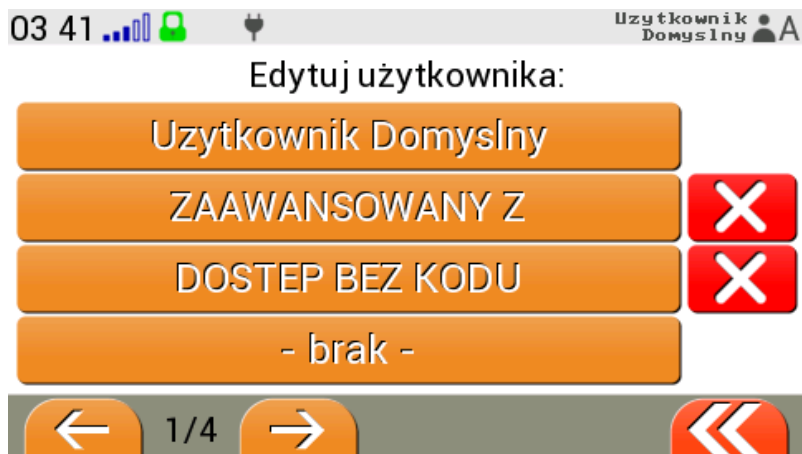 03 41
Uzytkownik
Domyslny
A
Edytuj użytkownika:
Uzytkownik Domyslny
ZAAWANSOWANY Z
DOSTEP BEZ KODU
- brak -
1/4